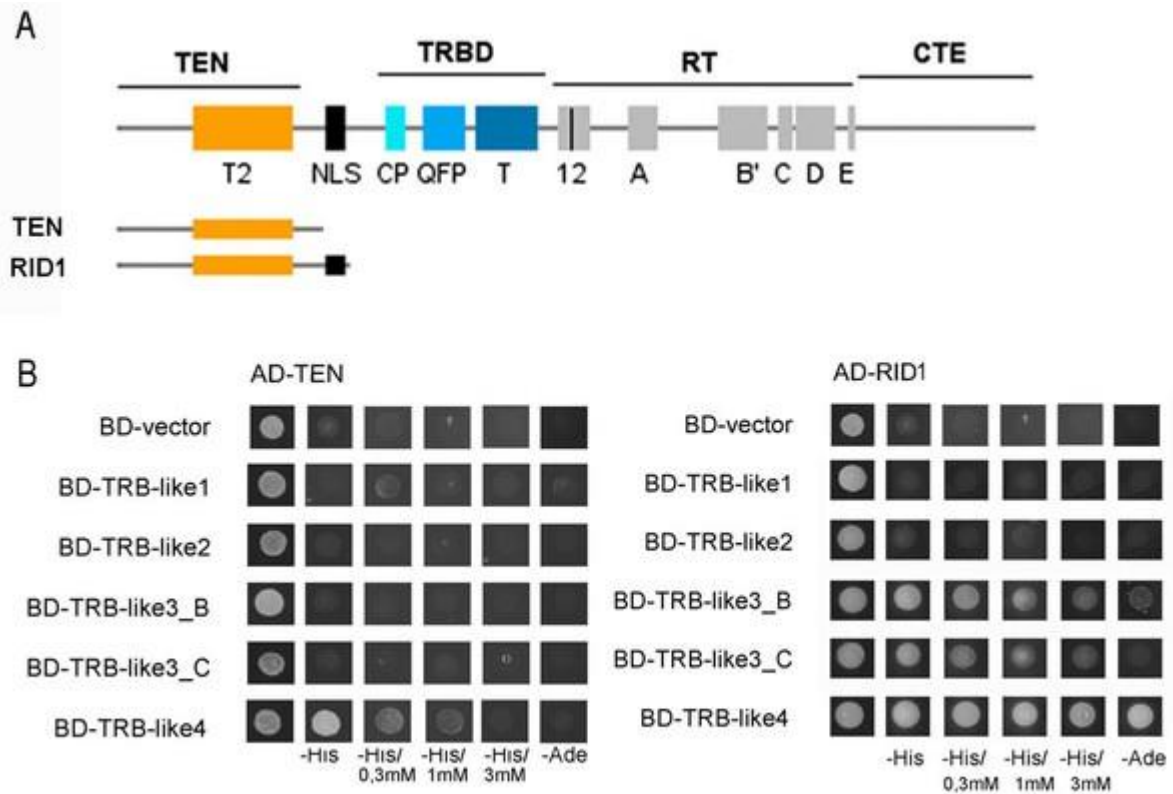 A
TEN TRBD RT CTE
T2 NLS CP QFP T 12 A B' C D E
TEN
RID1
B
AD-TEN
BD-vector
BD-TRB-like1
BD-TRB-like2
BD-TRB-like3_B
BD-TRB-like3_C
BD-TRB-like4
-His -His/ -His/ -His/ -Ade
0,3mM 1mM 3mM
AD-RID1
BD-vector
BD-TRB-like1
BD-TRB-like2
BD-TRB-like3_B
BD-TRB-like3_C
BD-TRB-like4
-His -His/ -His/ -His/ -Ade
0,3mM 1mM 3mM